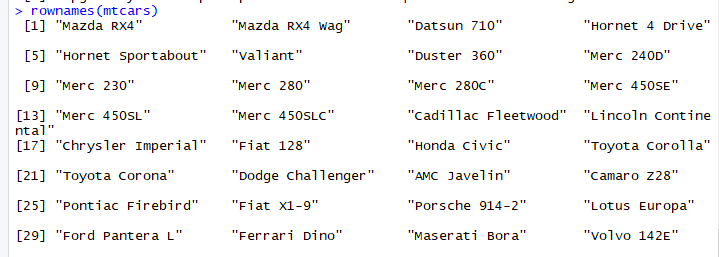 > rownames(mtcars)
 [1] "Mazda RX4"           "Mazda RX4 Wag"       "Datsun 710"          "Hornet 4 Drive"
 [5] "Hornet Sportabout"   "Valiant"             "Duster 360"          "Merc 240D"
 [9] "Merc 230"            "Merc 280"            "Merc 280C"           "Merc 450SE"
[13] "Merc 450SL"          "Merc 450SLC"         "Cadillac Fleetwood"  "Lincoln Contine
ntal"
[17] "Chrysler Imperial"   "Fiat 128"            "Honda Civic"         "Toyota Corolla"
[21] "Toyota Corona"       "Dodge Challenger"    "AMC Javelin"         "Camaro Z28"
[25] "Pontiac Firebird"    "Fiat X1-9"           "Porsche 914-2"       "Lotus Europa"
[29] "Ford Pantera L"      "Ferrari Dino"        "Maserati Bora"       "Volvo 142E"